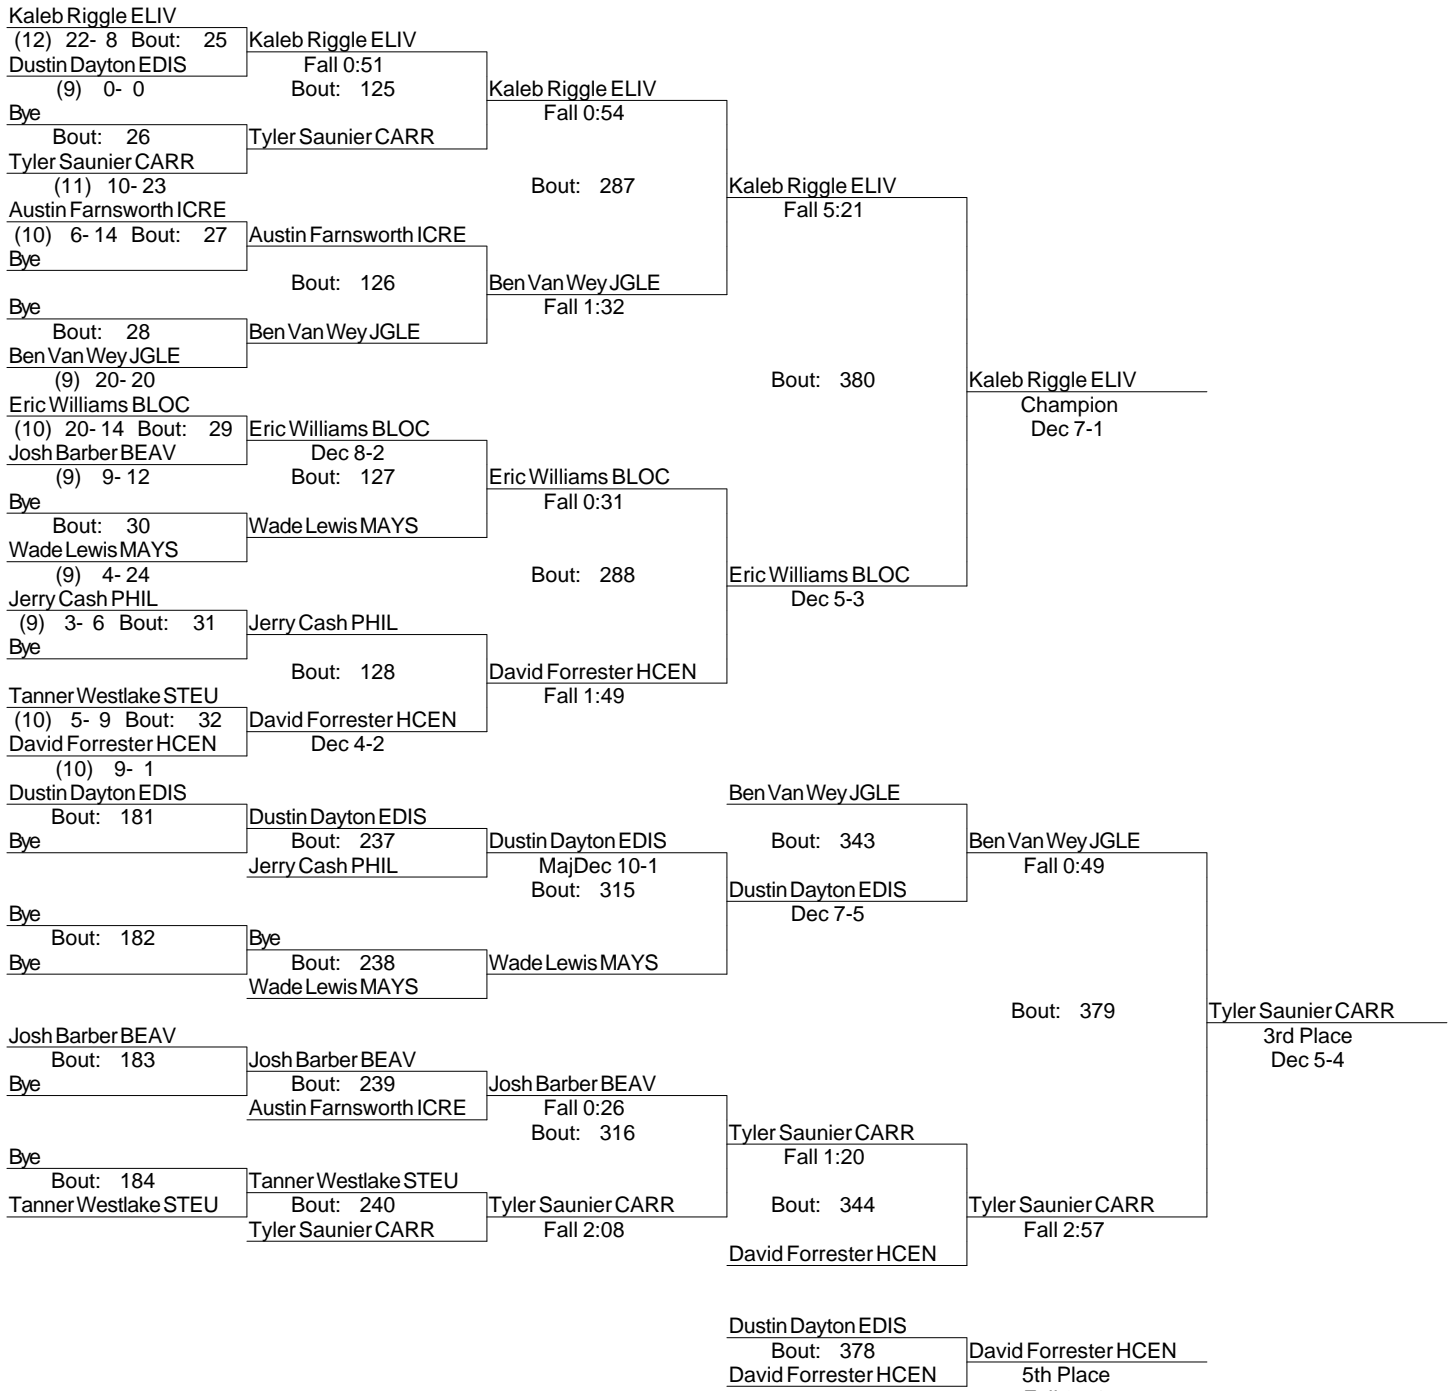 Kaleb Riggle ELIV
(12) 22- 8 Bout: 25 Kaleb Riggle ELIV
Dustin Dayton EDIS Fall 0:51
(9) 0- 0 Bout: 125 Kaleb Riggle ELIV
Bye Fall 0:54
Bout: 26 Tyler Saunier CARR
Tyler Saunier CARR
(11) 10- 23 Bout: 287 Kaleb Riggle ELIV
Austin Farnsworth ICRE Fall 5:21
(10) 6- 14 Bout: 27 Austin Farnsworth ICRE
Bye
Bout: 126 Ben Van Wey JGLE
Bye Fall 1:32
Bout: 28 Ben Van Wey JGLE
Ben Van Wey JGLE
(9) 20- 20 Bout: 380 Kaleb Riggle ELIV
Eric Williams BLOC Champion
(10) 20- 14 Bout: 29 Eric Williams BLOC Dec 7-1
Josh Barber BEAV Dec 8-2
(9) 9- 12 Bout: 127 Eric Williams BLOC
Bye Fall 0:31
Bout: 30 Wade Lewis MAYS
Wade Lewis MAYS
(9) 4- 24 Bout: 288 Eric Williams BLOC
Jerry Cash PHIL Dec 5-3
(9) 3- 6 Bout: 31 Jerry Cash PHIL
Bye
Bout: 128 David Forrester HCEN
Tanner Westlake STEU Fall 1:49
(10) 5- 9 Bout: 32 David Forrester HCEN
David Forrester HCEN Dec 4-2
(10) 9- 1
Dustin Dayton EDIS Ben Van Wey JGLE
Bout: 181 Dustin Dayton EDIS
Bye Bout: 237 Dustin Dayton EDIS Bout: 343 Ben Van Wey JGLE
Jerry Cash PHIL MajDec 10-1 Fall 0:49
Bout: 315 Dustin Dayton EDIS
Bye Dec 7-5
Bout: 182 Bye
Bye Bout: 238 Wade Lewis MAYS
Wade Lewis MAYS
Bout: 379 Tyler Saunier CARR
Josh Barber BEAV 3rd Place
Bout: 183 Josh Barber BEAV Dec 5-4
Bye Bout: 239 Josh Barber BEAV
Austin Farnsworth ICRE Fall 0:26
Bout: 316 Tyler Saunier CARR
Bye Fall 1:20
Bout: 184 Tanner Westlake STEU
Tanner Westlake STEU Bout: 240 Tyler Saunier CARR Bout: 344 Tyler Saunier CARR
Tyler Saunier CARR Fall 2:08 Fall 2:57
David Forrester HCEN
Dustin Dayton EDIS
Bout: 378 David Forrester HCEN
David Forrester HCEN 5th Place